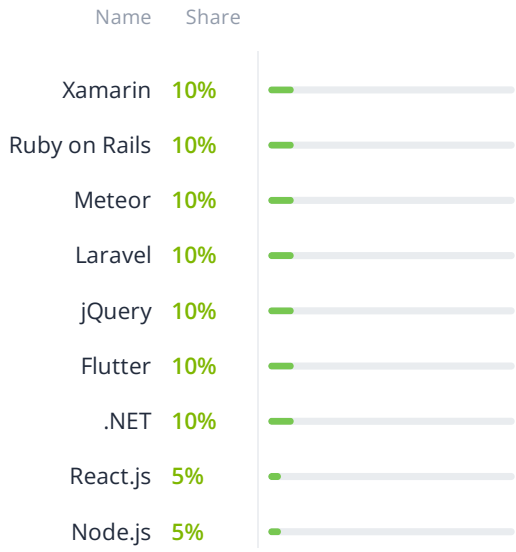 Name Share
Xamarin 10%
Ruby on Rails 10%
Meteor 10%
Laravel 10%
jQuery 10%
Flutter 10%
.NET 10%
React.js 5%
Node.js 5%